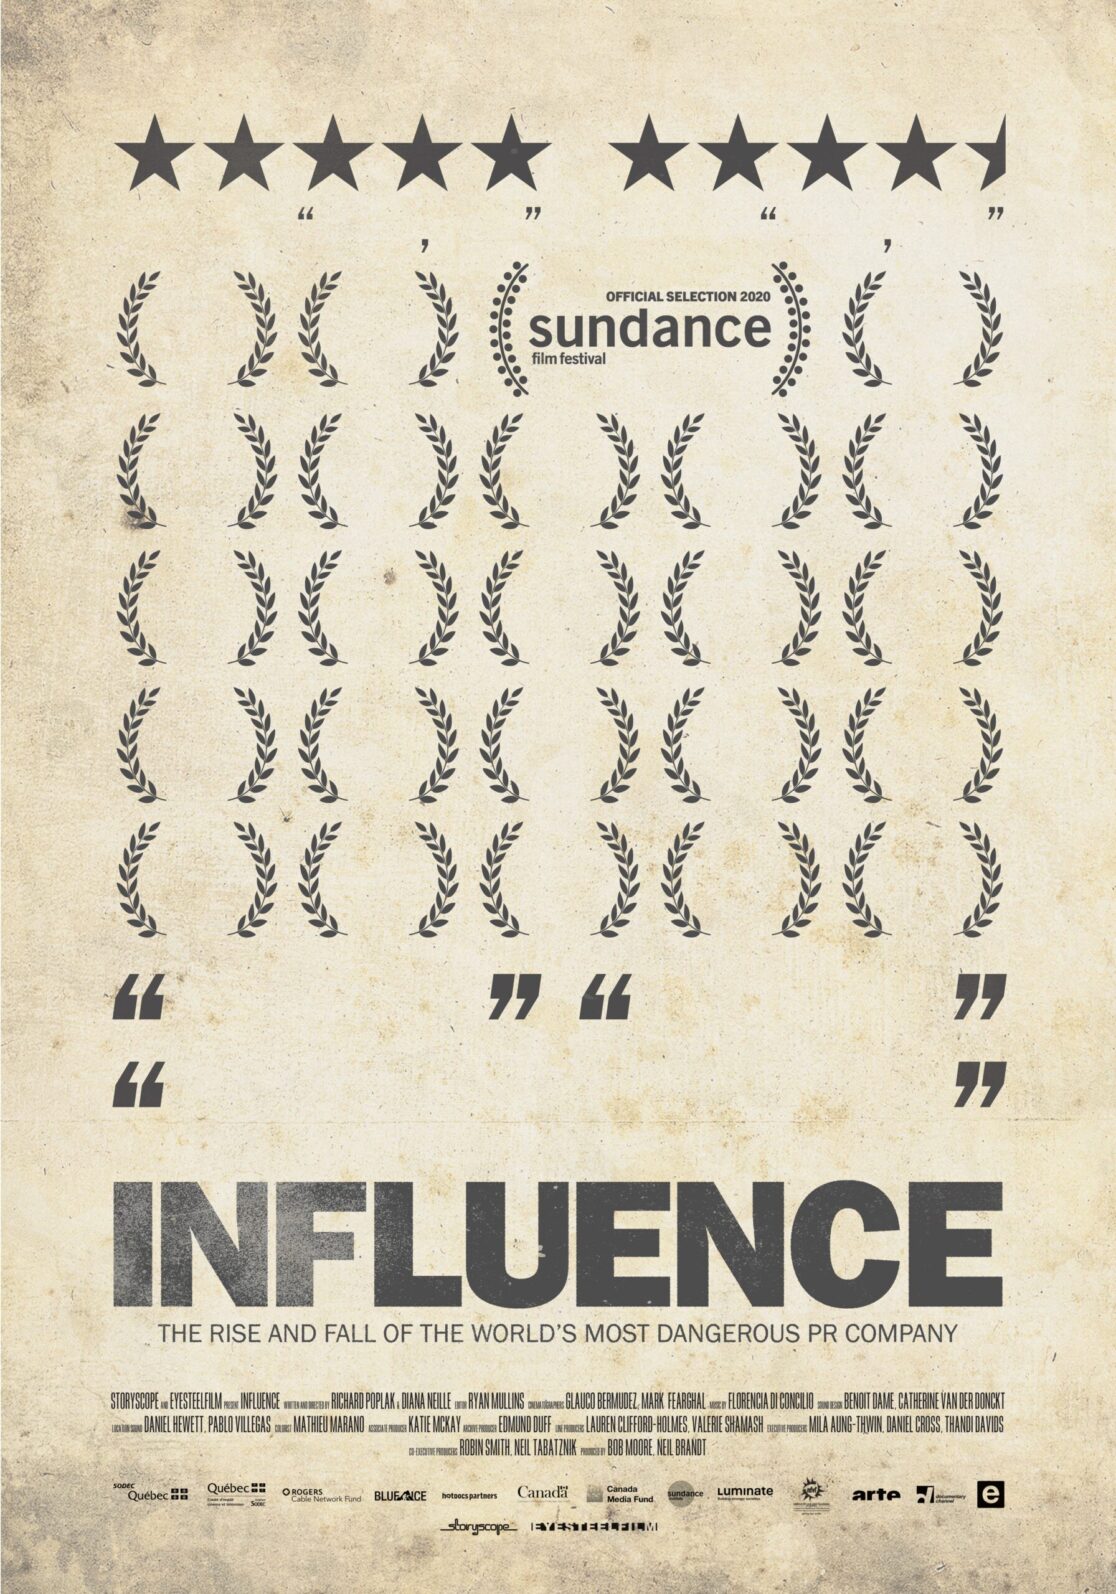 “ ” “ ”
, ,
OFFICIAL SELECTION 2020
sundance
film festival
“ ” “ ”
“ ”
INFLUENCE
THE RISE AND FALL OF THE WORLD'S MOST DANGEROUS PR COMPANY
STORYSCOPE AND EYESTEELFILM PRESENT INFLUENCE WRITTEN AND DIRECTED BY RICHARD POPLAK & DIANA NEILLE EDITOR RYAN MULLINS CINEMATOGRAPHERS GLAUCO BERMUDEZ, MARK FEARGHAL MUSIC BY FLORENCIA DI CONCILIO SOUND DESIGN BENOIT DAME, CATHERINE VAN DER DONCKT
LOCATION SOUND DANIEL HEWETT, PABLO VILLEGAS COLORIST MATHIEU MARANO ASSOCIATE PRODUCER KATIE MCKAY ARCHIVE PRODUCER EDMUND DUFF LINE PRODUCERS LAUREN CLIFFORD-HOLMES, VALERIE SHAMASH EXECUTIVE PRODUCERS MILA AUNG-THWIN, DANIEL CROSS, THANDI DAVIDS
CO-EXECUTIVE PRODUCERS ROBIN SMITH, NEIL TABATZNIK PRODUCED BY BOB MOORE, NEIL BRANDT
SODEC Québec Québec ROGERS Cable Network Fund BLUE ICE hotdocs partners Canada Canada Media Fund sundance institute Luminate arte documentary channel e
storyscope EYESTEELFILM